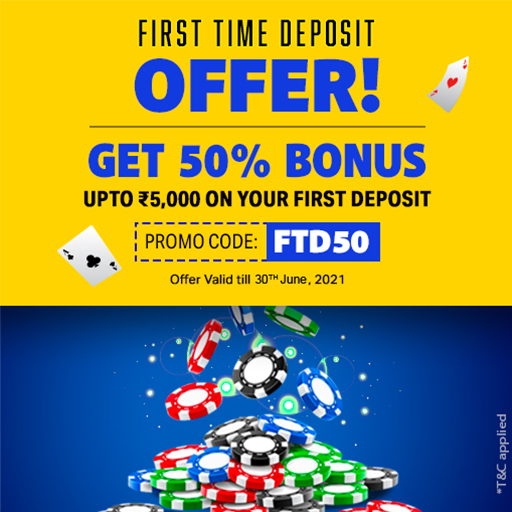 FIRST TIME DEPOSIT
OFFER!
GET 50% BONUS
UPTO ₹5,000 ON YOUR FIRST DEPOSIT
PROMO CODE: FTD50
Offer Valid till 30TH June, 2021
*T&C applied